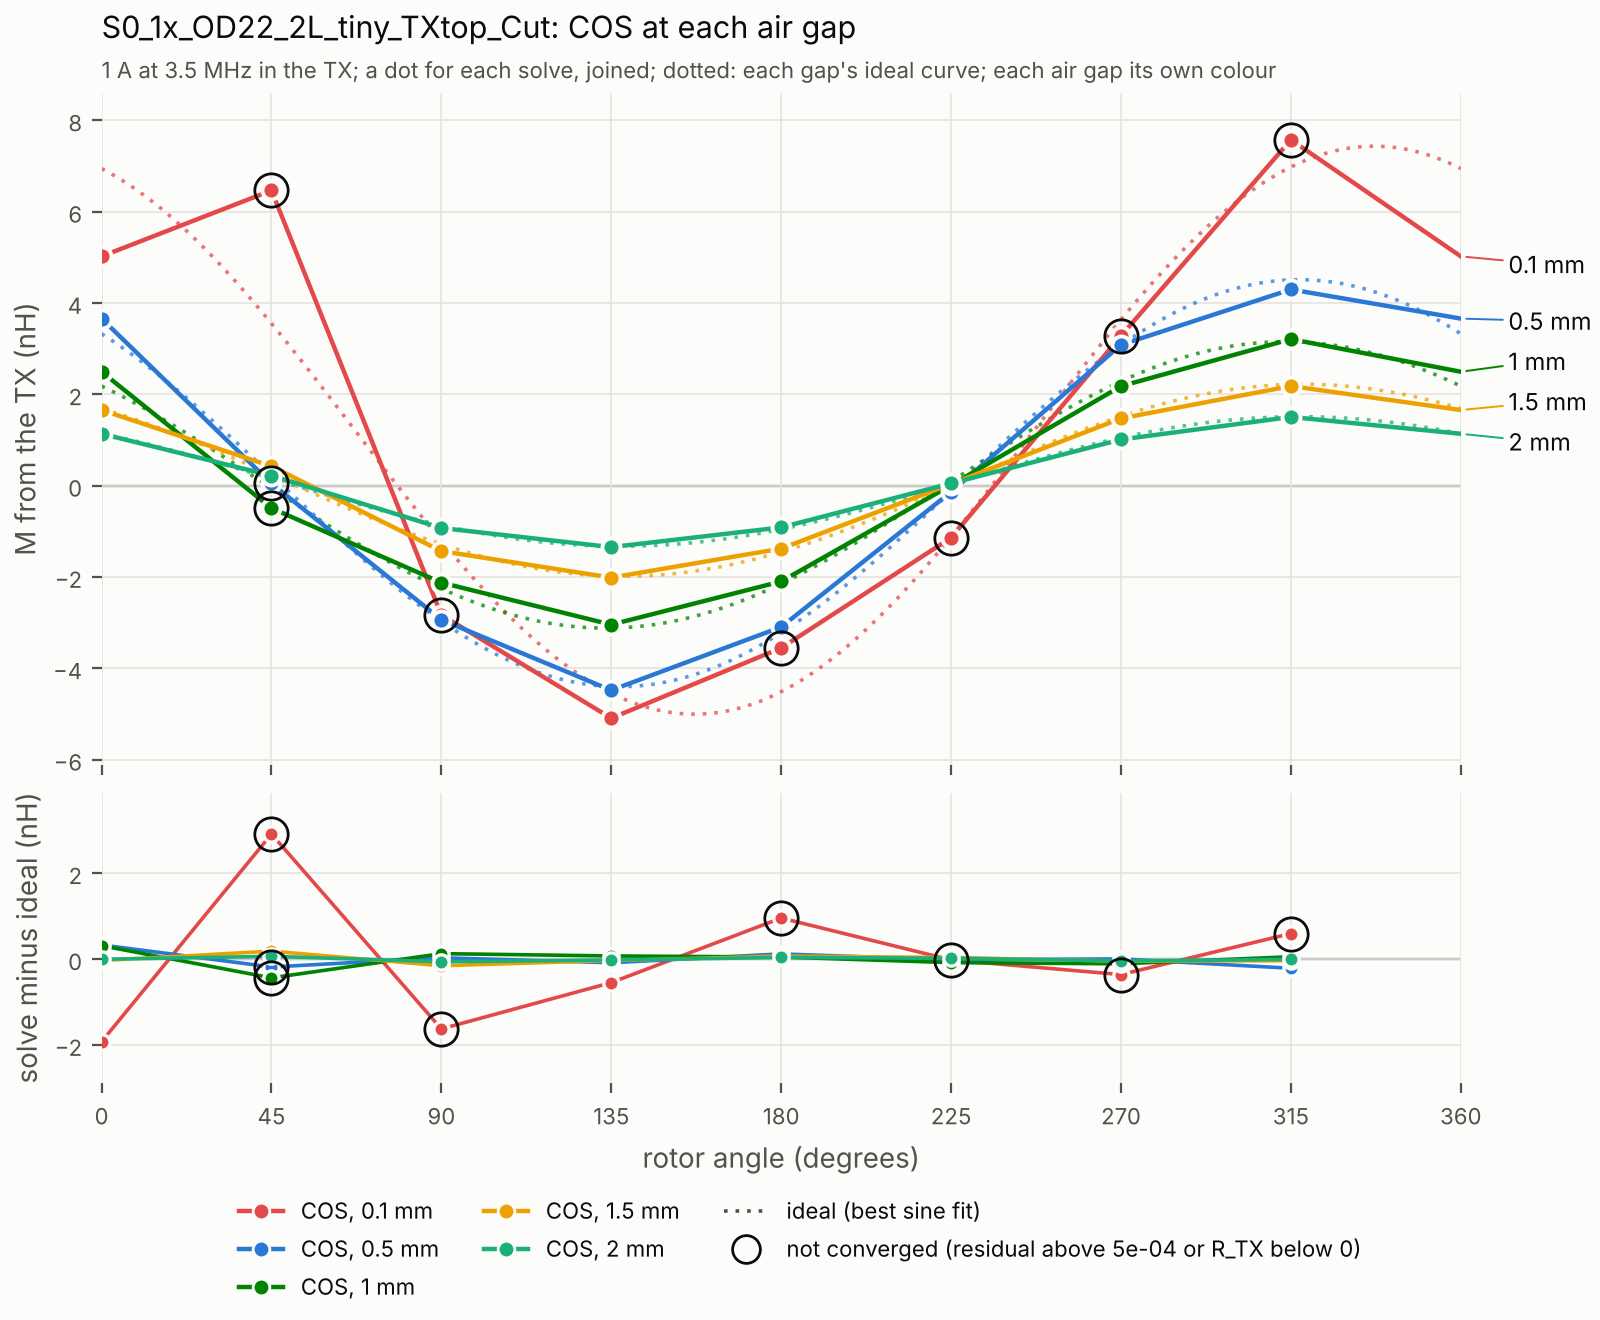 S0_1x_OD22_2L_tiny_TXtop_Cut: COS at each air gap
1 A at 3.5 MHz in the TX; a dot for each solve, joined; dotted: each gap's ideal curve; each air gap its own colour
M from the TX (nH)
8
6
4
2
0
−2
−4
−6
0.1 mm
0.5 mm
1 mm
1.5 mm
2 mm
solve minus ideal (nH)
2
0
−2
0 45 90 135 180 225 270 315 360
rotor angle (degrees)
COS, 0.1 mm
COS, 0.5 mm
COS, 1 mm
COS, 1.5 mm
COS, 2 mm
ideal (best sine fit)
not converged (residual above 5e-04 or R_TX below 0)